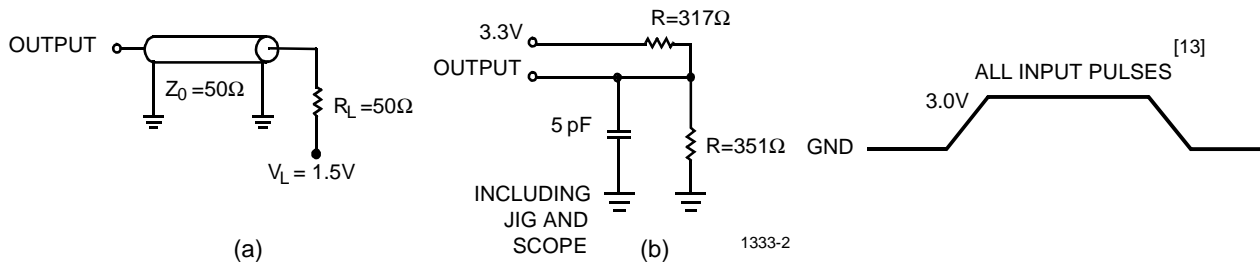 OUTPUT
Z0 =50Ω
RL =50Ω
VL = 1.5V
(a)
R=317Ω
3.3V
OUTPUT
5 pF
R=351Ω
INCLUDING
JIG AND
SCOPE
(b)
1333-2
ALL INPUT PULSES [13]
3.0V
GND